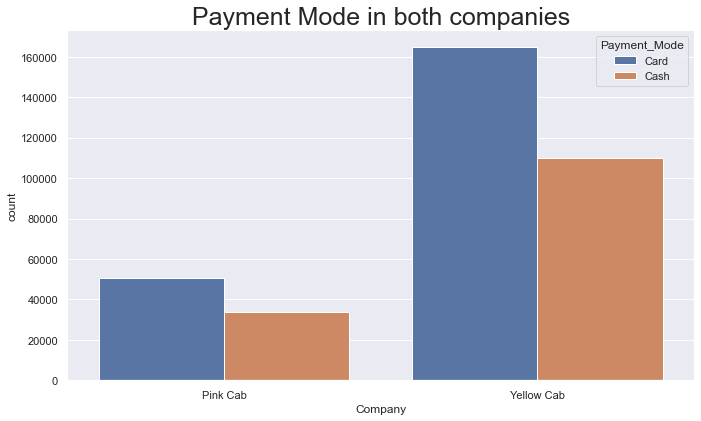 Payment Mode in both companies
Payment_Mode
Card
Cash
count
160000
140000
120000
100000
80000
60000
40000
20000
0
Pink Cab
Yellow Cab
Company